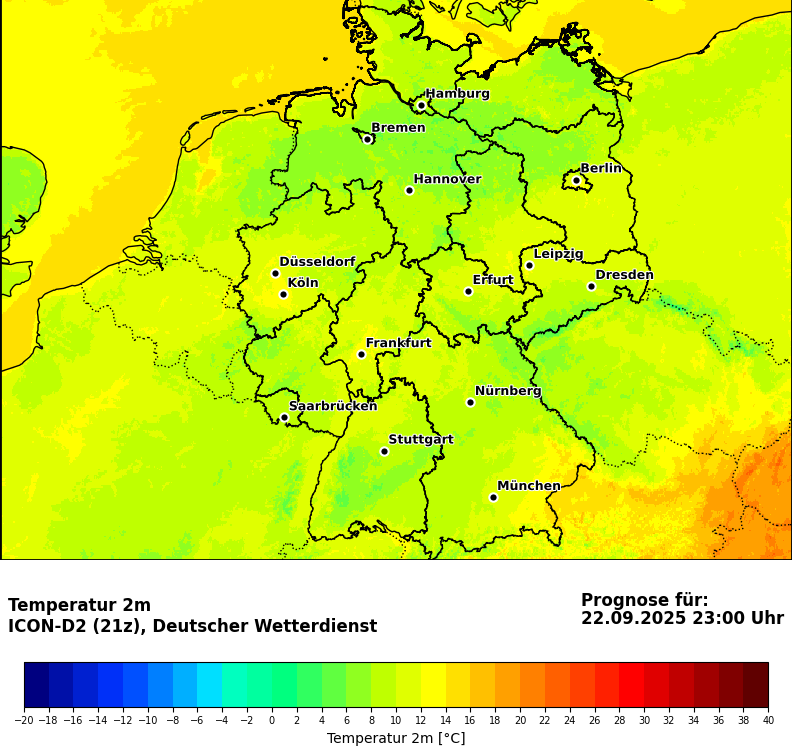 Hamburg
Bremen
Berlin
Hannover
Leipzig
Düsseldorf
Dresden
Erfurt
Köln
Frankfurt
Nürnberg
Saarbrücken
Stuttgart
München
Temperatur 2m
ICON-D2 (21z), Deutscher Wetterdienst
Prognose für:
22.09.2025 23:00 Uhr
−20 −18 −16 −14 −12 −10 −8 −6 −4 −2 0 2 4 6 8 10 12 14 16 18 20 22 24 26 28 30 32 34 36 38 40
Temperatur 2m [°C]